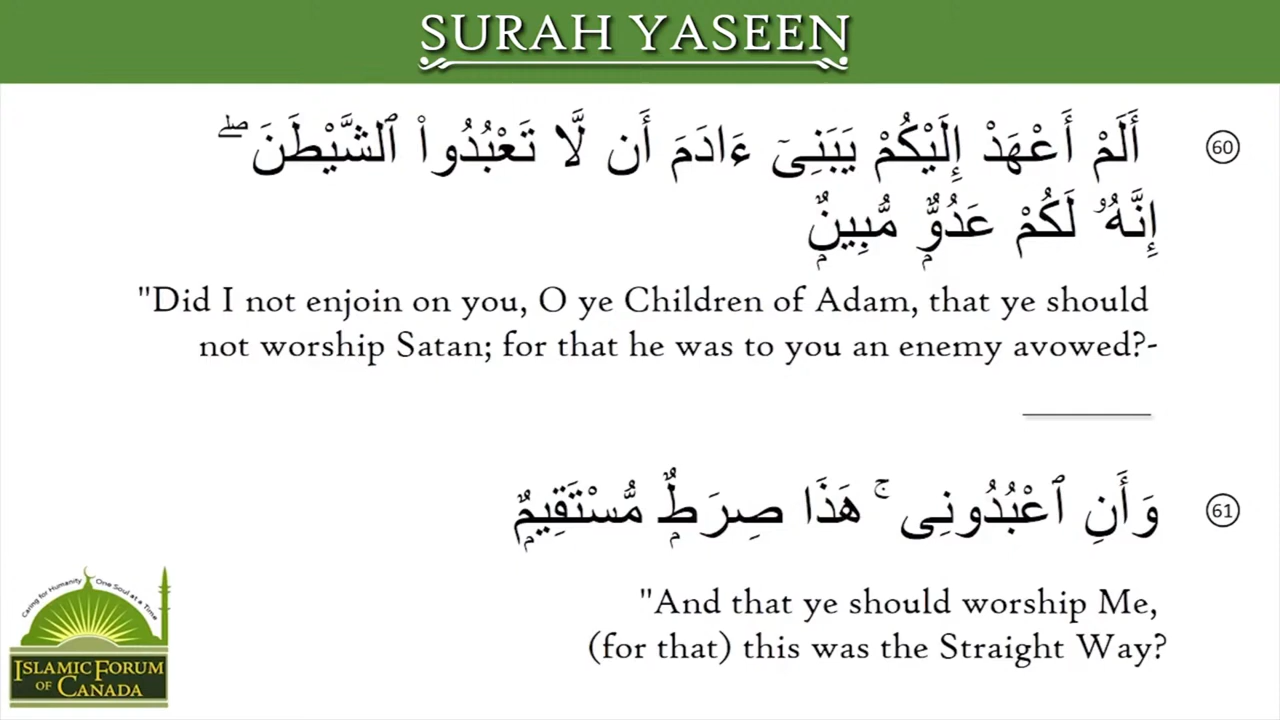 SURAH YASEEN
أَلَمْ أَعْهَدْ إِلَيْكُمْ يَبَنِىٓ ءَادَمَ أَن لَّا تَعْبُدُوا۟ ٱلشَّيْطَنَ ۖ
60
إِنَّهُۥ لَكُمْ عَدُوٌّ مُّبِينٌ
"Did I not enjoin on you, O ye Children of Adam, that ye should
not worship Satan; for that he was to you an enemy avowed?-
وَأَنِ ٱعْبُدُونِى ۚ هَذَا صِرَطٌ مُّسْتَقِيمٌ
61
"And that ye should worship Me,
(for that) this was the Straight Way?
Caring for Humanity One Soul at a Time
ISLAMIC FORUM
OF CANADA